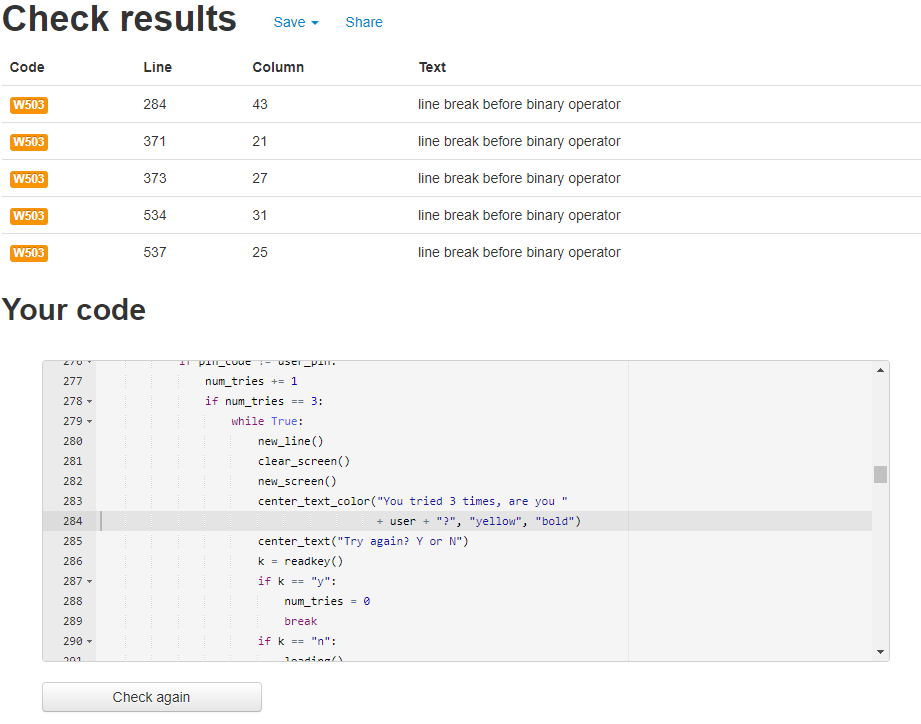 Check results Save Share
Code Line Column Text
W503 284 43 line break before binary operator
W503 371 21 line break before binary operator
W503 373 27 line break before binary operator
W503 534 31 line break before binary operator
W503 537 25 line break before binary operator
Your code
276 if pin_code != user_pin:
277 num_tries += 1
278 if num_tries == 3:
279 while True:
280 new_line()
281 clear_screen()
282 new_screen()
283 center_text_color("You tried 3 times, are you "
284 + user + "?", "yellow", "bold")
285 center_text("Try again? Y or N")
286 k = readkey()
287 if k == "y":
288 num_tries = 0
289 break
290 if k == "n":
291 loading()
Check again